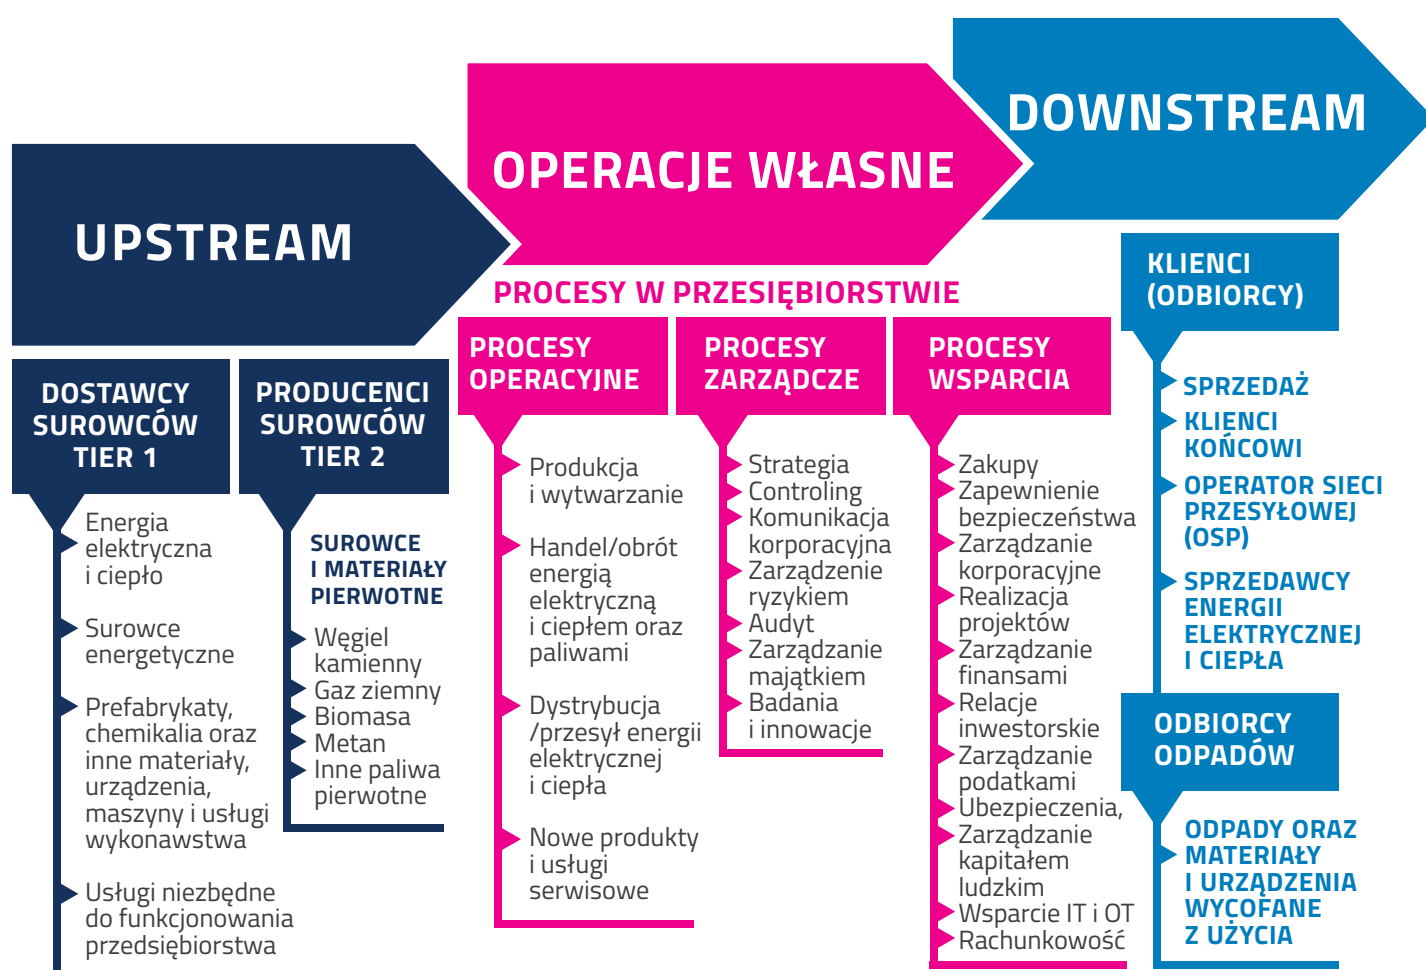 UPSTREAM
OPERACJE WŁASNE
DOWNSTREAM
DOSTAWCY
SUROWCÓW
TIER 1
Energia
elektryczna
i ciepło
Surowce
energetyczne
Prefabrykaty,
chemikalia oraz
inne materiały,
urządzenia,
maszyny i usługi
wykonawstwa
Usługi niezbędne
do funkcjonowania
przedsiębiorstwa
PRODUCENCI
SUROWCÓW
TIER 2
SUROWCE
I MATERIAŁY
PIERWOTNE
Węgiel
kamienny
Gaz ziemny
Biomasa
Metan
Inne paliwa
pierwotne
PROCESY W PRZESIĘBIORSTWIE
PROCESY
OPERACYJNE
Produkcja
i wytwarzanie
Handel/obrót
energią
elektryczną
i ciepłem oraz
paliwami
Dystrybucja
/przesył energii
elektrycznej
i ciepła
Nowe produkty
i usługi
serwisowe
PROCESY
ZARZĄDCZE
Strategia
Controling
Komunikacja
korporacyjna
Zarządzenie
ryzykiem
Audyt
Zarządzanie
majątkiem
Badania
i innowacje
PROCESY
WSPARCIA
Zakupy
Zapewnienie
bezpieczeństwa
Zarządzanie
korporacyjne
Realizacja
projektów
Zarządzanie
finansami
Relacje
inwestorskie
Zarządzanie
podatkami
Ubezpieczenia,
Zarządzanie
kapitałem
ludzkim
Wsparcie IT i OT
Rachunkowość
KLIENCI
(ODBIORCY)
SPRZEDAŻ
KLIENCI
KOŃCOWI
OPERATOR SIECI
PRZESYŁOWEJ
(OSP)
SPRZEDAWCY
ENERGII
ELEKTRYCZNEJ
I CIEPŁA
ODBIORCY
ODPADÓW
ODPADY ORAZ
MATERIAŁY
I URZĄDZENIA
WYCOFANE
Z UŻYCIA